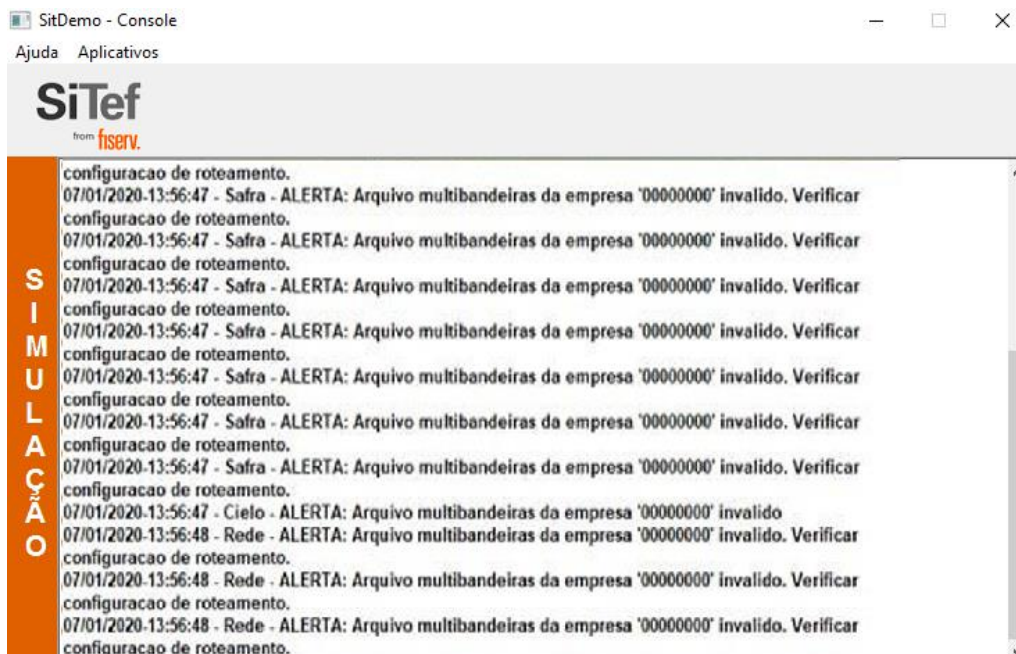 SitDemo - Console
Ajuda Aplicativos
SiTef
from fiserv.
SIMULAÇÃO
configuracao de roteamento.
07/01/2020-13:56:47 - Safra - ALERTA: Arquivo multibandeiras da empresa '00000000' invalido. Verificar
configuracao de roteamento.
07/01/2020-13:56:47 - Safra - ALERTA: Arquivo multibandeiras da empresa '00000000' invalido. Verificar
configuracao de roteamento.
07/01/2020-13:56:47 - Safra - ALERTA: Arquivo multibandeiras da empresa '00000000' invalido. Verificar
configuracao de roteamento.
07/01/2020-13:56:47 - Safra - ALERTA: Arquivo multibandeiras da empresa '00000000' invalido. Verificar
configuracao de roteamento.
07/01/2020-13:56:47 - Safra - ALERTA: Arquivo multibandeiras da empresa '00000000' invalido. Verificar
configuracao de roteamento.
07/01/2020-13:56:47 - Safra - ALERTA: Arquivo multibandeiras da empresa '00000000' invalido. Verificar
configuracao de roteamento.
07/01/2020-13:56:47 - Safra - ALERTA: Arquivo multibandeiras da empresa '00000000' invalido. Verificar
configuracao de roteamento.
07/01/2020-13:56:47 - Cielo - ALERTA: Arquivo multibandeiras da empresa '00000000' invalido
07/01/2020-13:56:48 - Rede - ALERTA: Arquivo multibandeiras da empresa '00000000' invalido. Verificar
configuracao de roteamento.
07/01/2020-13:56:48 - Rede - ALERTA: Arquivo multibandeiras da empresa '00000000' invalido. Verificar
configuracao de roteamento.
07/01/2020-13:56:48 - Rede - ALERTA: Arquivo multibandeiras da empresa '00000000' invalido. Verificar
configuracao de roteamento.